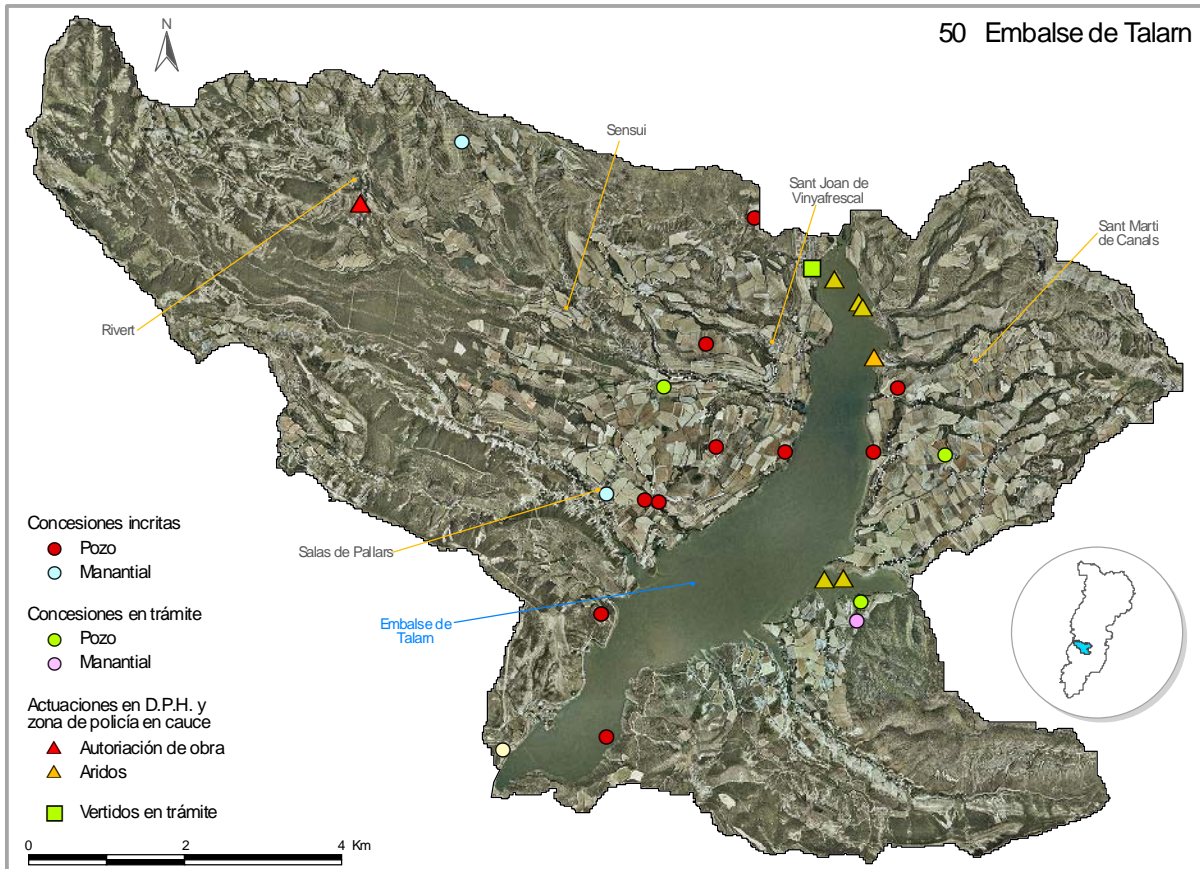 50 Embalse de Talarn
N
Sensui
Sant Joan de
Vinyafrescal
Sant Marti
de Canals
Rivert
Salas de Pallars
Embalse de
Talarn
Concesiones incritas
Pozo
Manantial
Concesiones en trámite
Pozo
Manantial
Actuaciones en D.P.H. y
zona de policía en cauce
Autoriación de obra
Aridos
Vertidos en trámite
0 2 4 Km